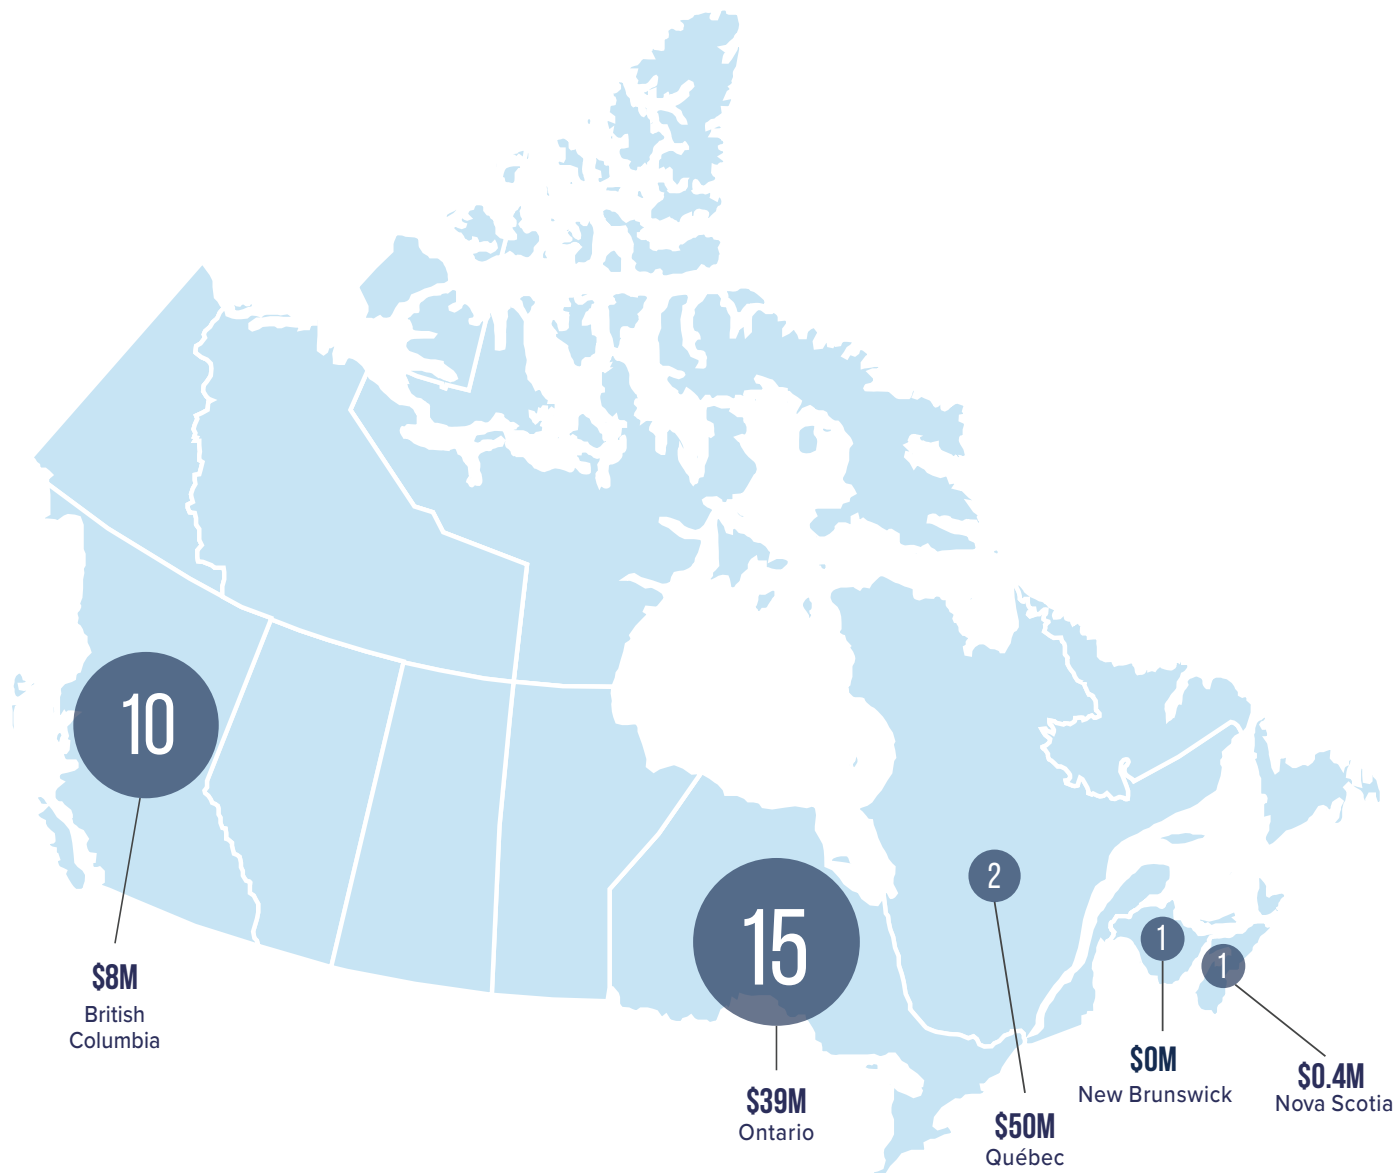 10
$8M
British
Columbia
15
$39M
Ontario
2
$50M
Québec
1
$0M
New Brunswick
1
$0.4M
Nova Scotia